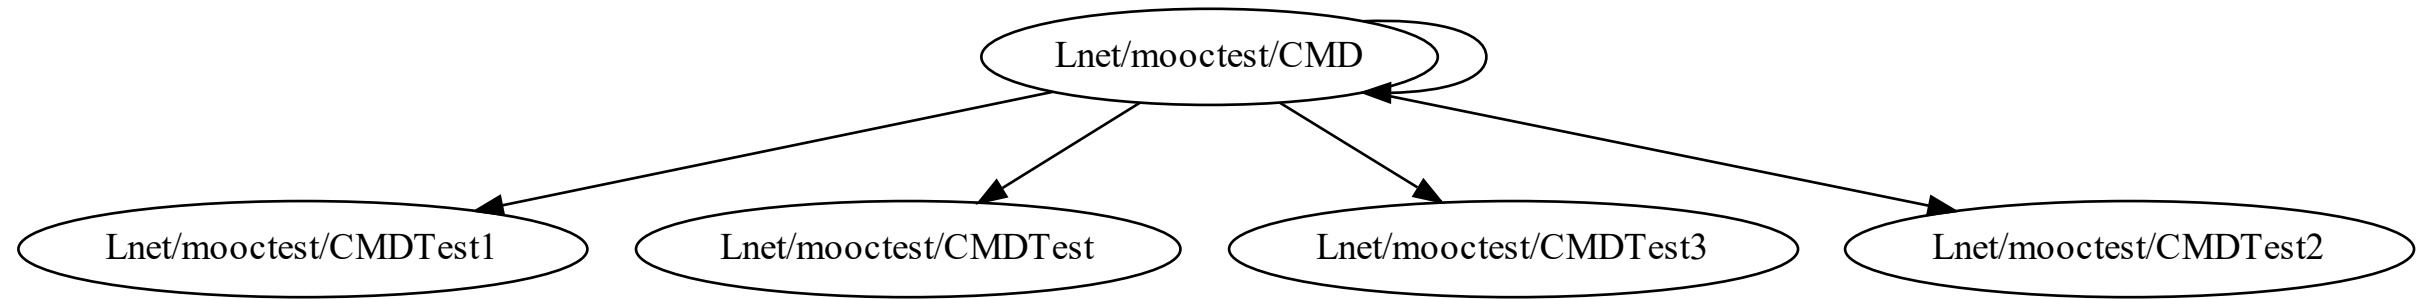 Lnet/mooctest/CMD
Lnet/mooctest/CMDTest1
Lnet/mooctest/CMDTest
Lnet/mooctest/CMDTest3
Lnet/mooctest/CMDTest2